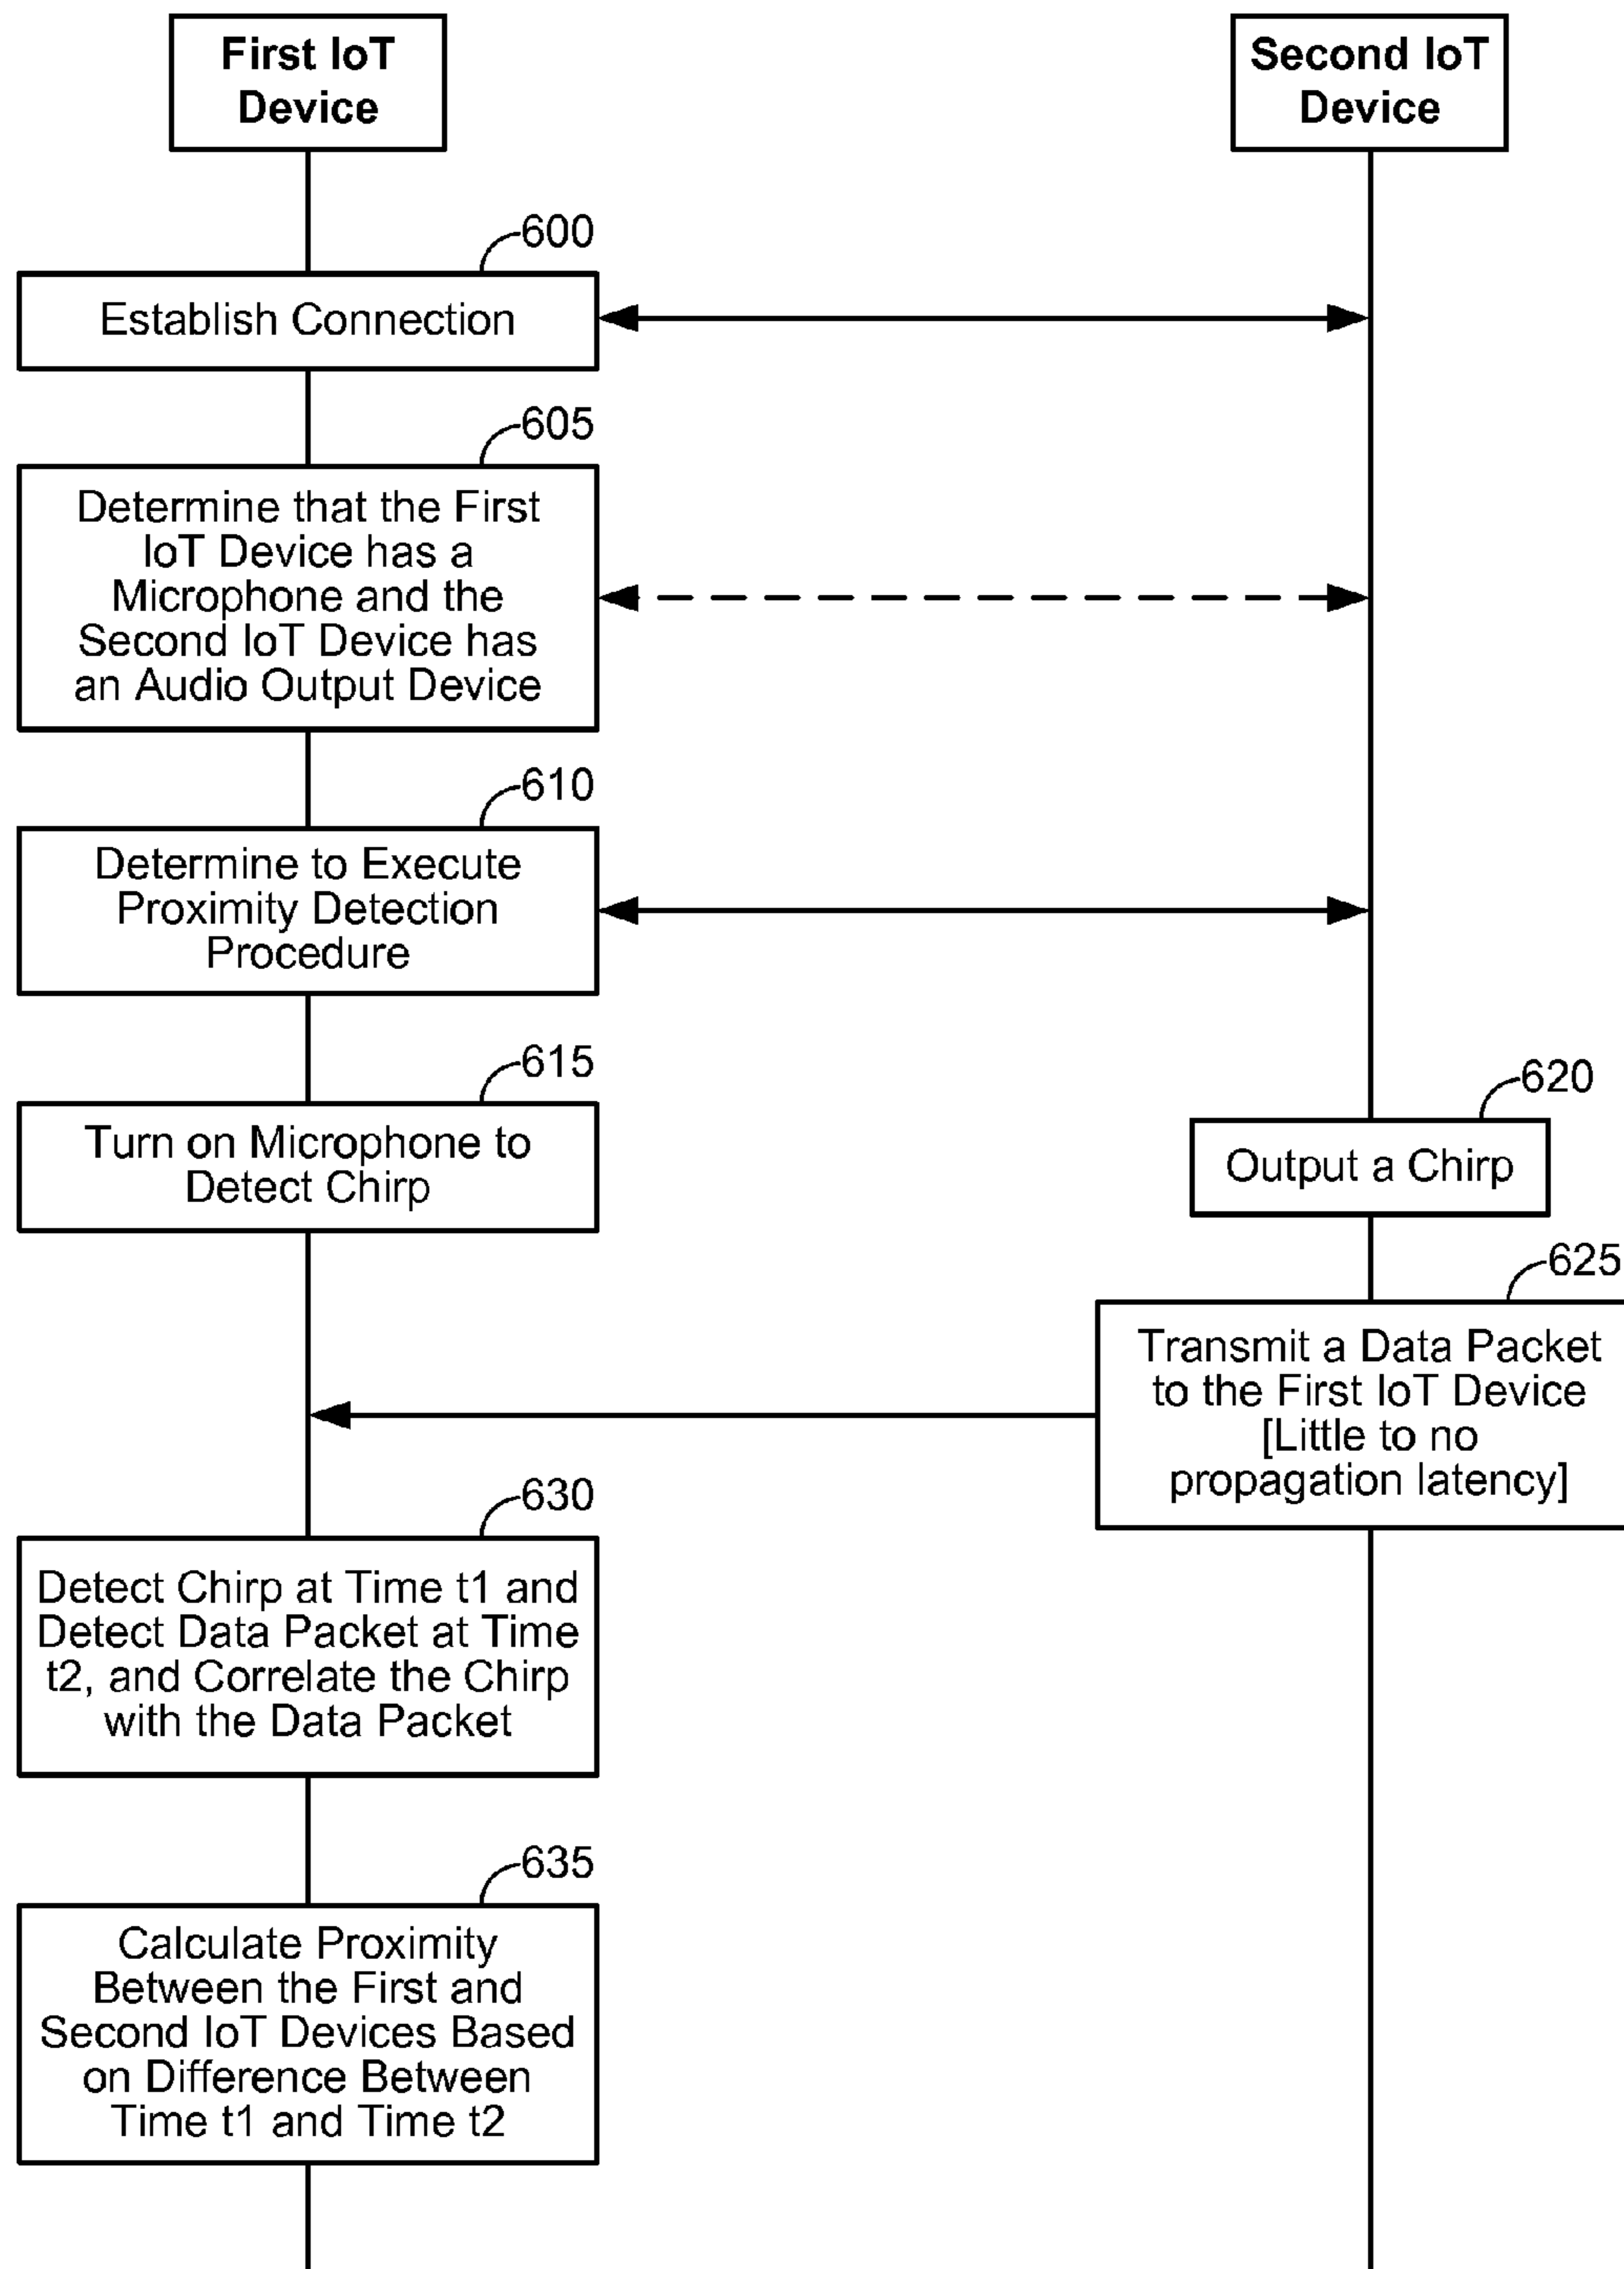 First IoT
Device
Second IoT
Device
600
Establish Connection
605
Determine that the First
IoT Device has a
Microphone and the
Second IoT Device has
an Audio Output Device
610
Determine to Execute
Proximity Detection
Procedure
615
Turn on Microphone to
Detect Chirp
620
Output a Chirp
625
Transmit a Data Packet
to the First IoT Device
[Little to no
propagation latency]
630
Detect Chirp at Time t1 and
Detect Data Packet at Time
t2, and Correlate the Chirp
with the Data Packet
635
Calculate Proximity
Between the First and
Second IoT Devices Based
on Difference Between
Time t1 and Time t2